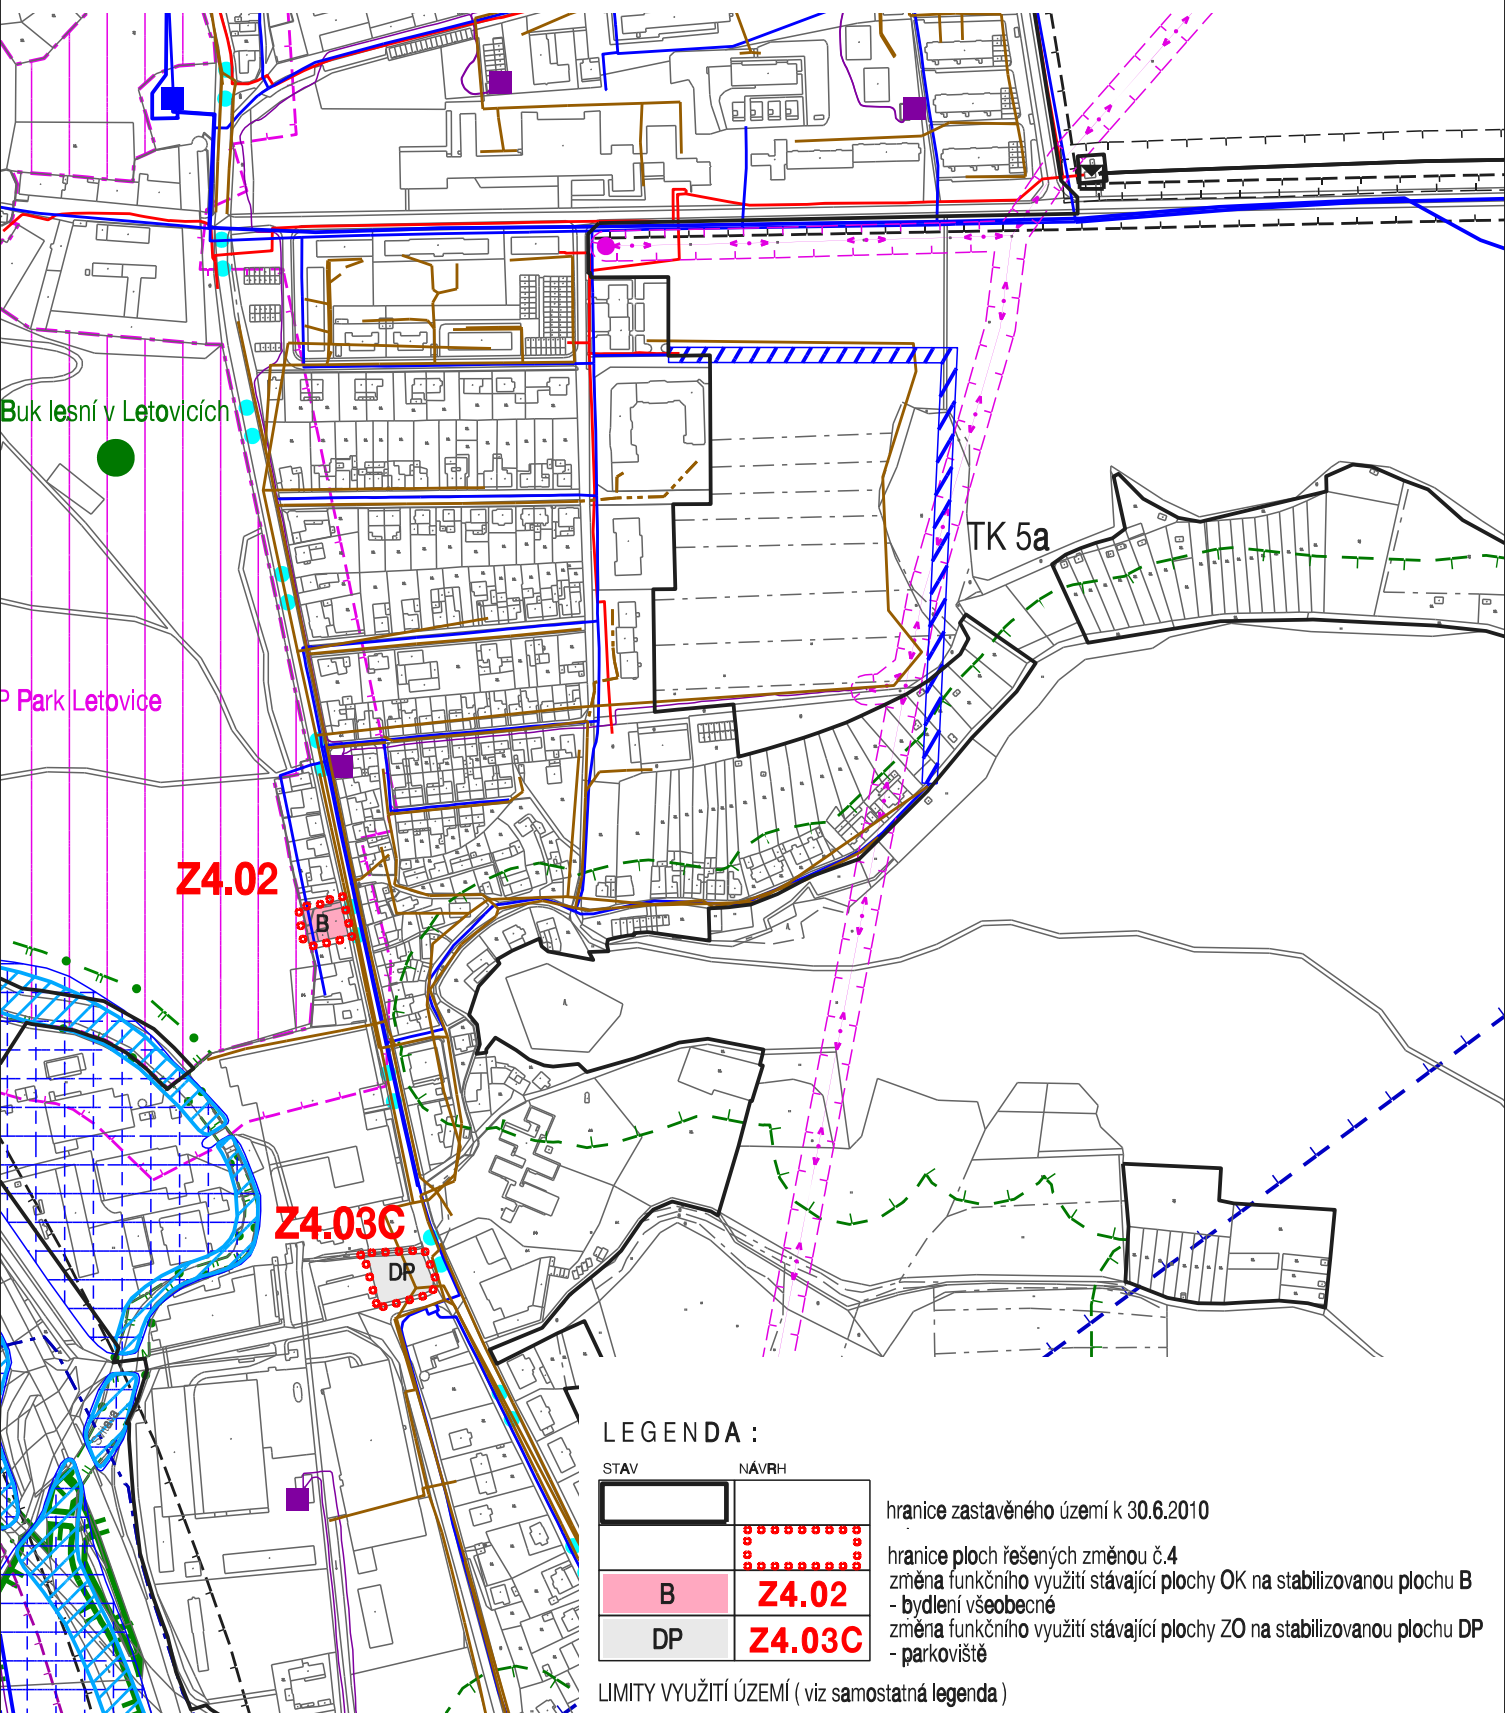 Buk lesní v Letovicích
TK 5a
P Park Letovice
Z4.02
B
Z4.03C
DP
LEGENDA :
STAV NÁVRH
hranice zastavěného území k 30.6.2010
hranice ploch řešených změnou č.4
B Z4.02 změna funkčního využití stávající plochy OK na stabilizovanou plochu B
- bydlení všeobecné
DP Z4.03C změna funkčního využití stávající plochy ZO na stabilizovanou plochu DP
- parkoviště
LIMITY VYUŽITÍ ÚZEMÍ ( viz samostatná legenda )